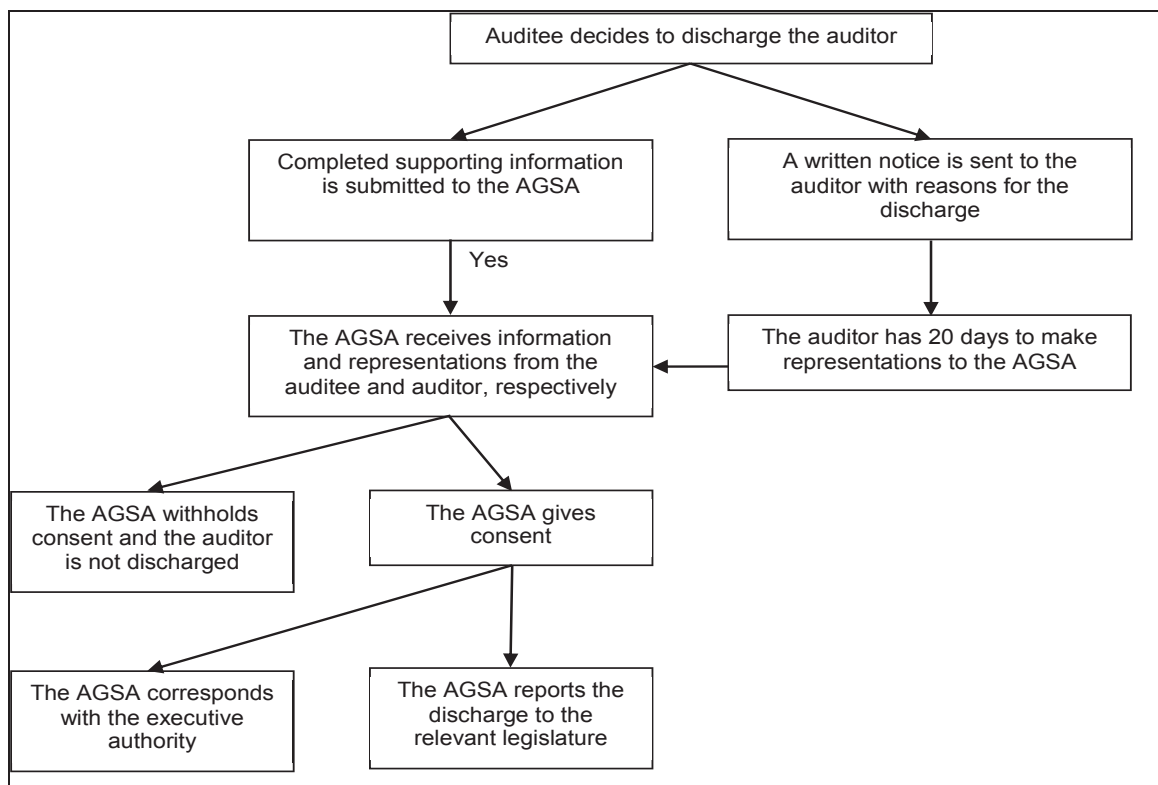 Auditee decides to discharge the auditor
Completed supporting information
is submitted to the AGSA
A written notice is sent to the
auditor with reasons for the
discharge
Yes
The AGSA receives information
and representations from the
auditee and auditor, respectively
The auditor has 20 days to make
representations to the AGSA
The AGSA withholds
consent and the auditor
is not discharged
The AGSA gives
consent
The AGSA corresponds
with the executive
authority
The AGSA reports the
discharge to the
relevant legislature